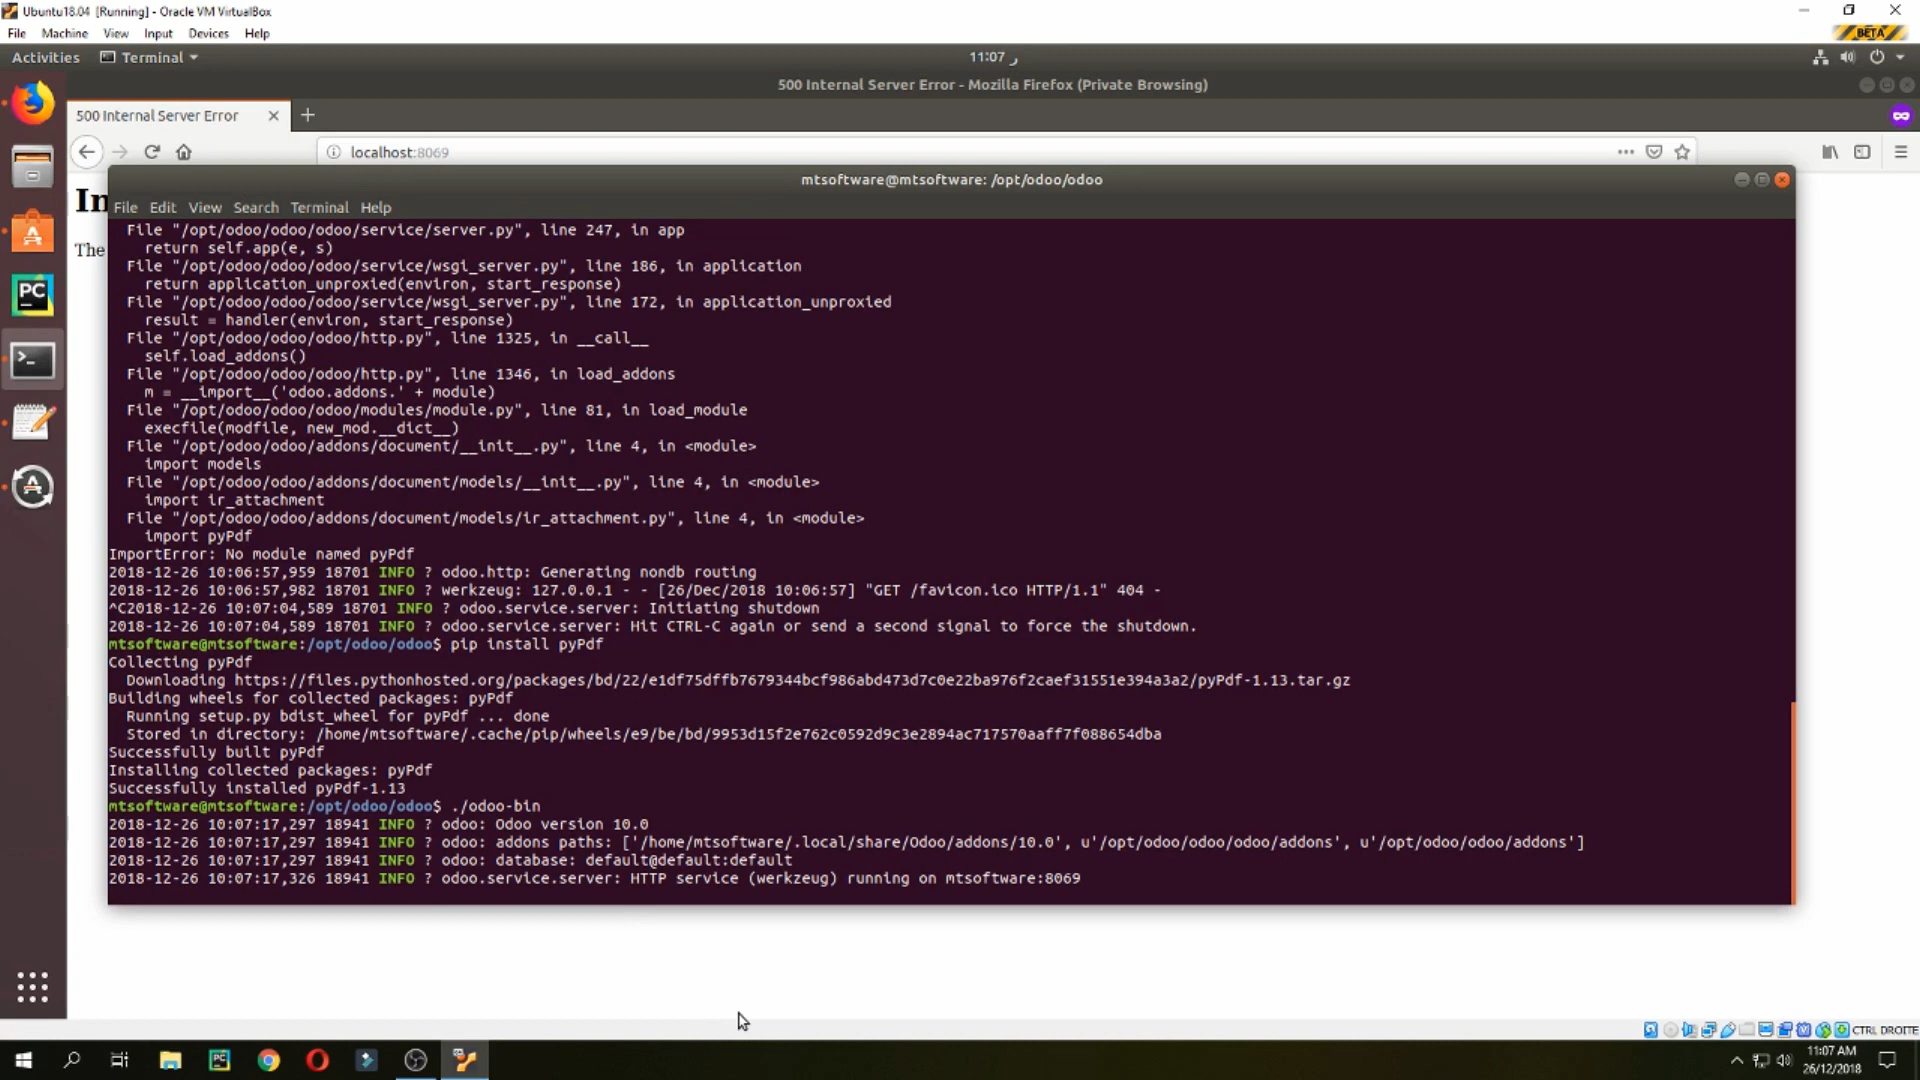 Ubuntu18.04 [Running] - Oracle VM VirtualBox
File Machine View Input Devices Help
BETA
Activities Terminal 11:07
500 Internal Server Error - Mozilla Firefox (Private Browsing)
500 Internal Server Error
localhost:8069
In
The
mtsoftware@mtsoftware: /opt/odoo/odoo
File Edit View Search Terminal Help
File "/opt/odoo/odoo/odoo/service/server.py", line 247, in app
return self.app(e, s)
File "/opt/odoo/odoo/odoo/service/wsgi_server.py", line 186, in application
return application_unproxied(environ, start_response)
File "/opt/odoo/odoo/odoo/service/wsgi_server.py", line 172, in application_unproxied
result = handler(environ, start_response)
File "/opt/odoo/odoo/odoo/http.py", line 1325, in __call__
self.load_addons()
File "/opt/odoo/odoo/odoo/http.py", line 1346, in load_addons
m = __import__('odoo.addons.' + module)
File "/opt/odoo/odoo/odoo/modules/module.py", line 81, in load_module
execfile(modfile, new_mod.__dict__)
File "/opt/odoo/odoo/addons/document/__init__.py", line 4, in <module>
import models
File "/opt/odoo/odoo/addons/document/models/__init__.py", line 4, in <module>
import ir_attachment
File "/opt/odoo/odoo/addons/document/models/ir_attachment.py", line 4, in <module>
import pyPdf
ImportError: No module named pyPdf
2018-12-26 10:06:57,959 18701 INFO ? odoo.http: Generating nondb routing
2018-12-26 10:06:57,982 18701 INFO ? werkzeug: 127.0.0.1 - - [26/Dec/2018 10:06:57] "GET /favicon.ico HTTP/1.1" 404 -
^C2018-12-26 10:07:04,589 18701 INFO ? odoo.service.server: Initiating shutdown
2018-12-26 10:07:04,589 18701 INFO ? odoo.service.server: Hit CTRL-C again or send a second signal to force the shutdown.
mtsoftware@mtsoftware:/opt/odoo/odoo$ pip install pyPdf
Collecting pyPdf
Downloading https://files.pythonhosted.org/packages/bd/22/e1df75dffb7679344bcf986abd473d7c0e22ba976f2caef31551e394a3a2/pyPdf-1.13.tar.gz
Building wheels for collected packages: pyPdf
Running setup.py bdist_wheel for pyPdf ... done
Stored in directory: /home/mtsoftware/.cache/pip/wheels/e9/be/bd/9953d15f2e762c0592d9c3e2894ac717570aaff7f088654dba
Successfully built pyPdf
Installing collected packages: pyPdf
Successfully installed pyPdf-1.13
mtsoftware@mtsoftware:/opt/odoo/odoo$ ./odoo-bin
2018-12-26 10:07:17,297 18941 INFO ? odoo: Odoo version 10.0
2018-12-26 10:07:17,297 18941 INFO ? odoo: addons paths: ['/home/mtsoftware/.local/share/Odoo/addons/10.0', u'/opt/odoo/odoo/odoo/addons', u'/opt/odoo/odoo/addons']
2018-12-26 10:07:17,297 18941 INFO ? odoo: database: default@default:default
2018-12-26 10:07:17,326 18941 INFO ? odoo.service.server: HTTP service (werkzeug) running on mtsoftware:8069
CTRL DROITE
11:07 AM
26/12/2018